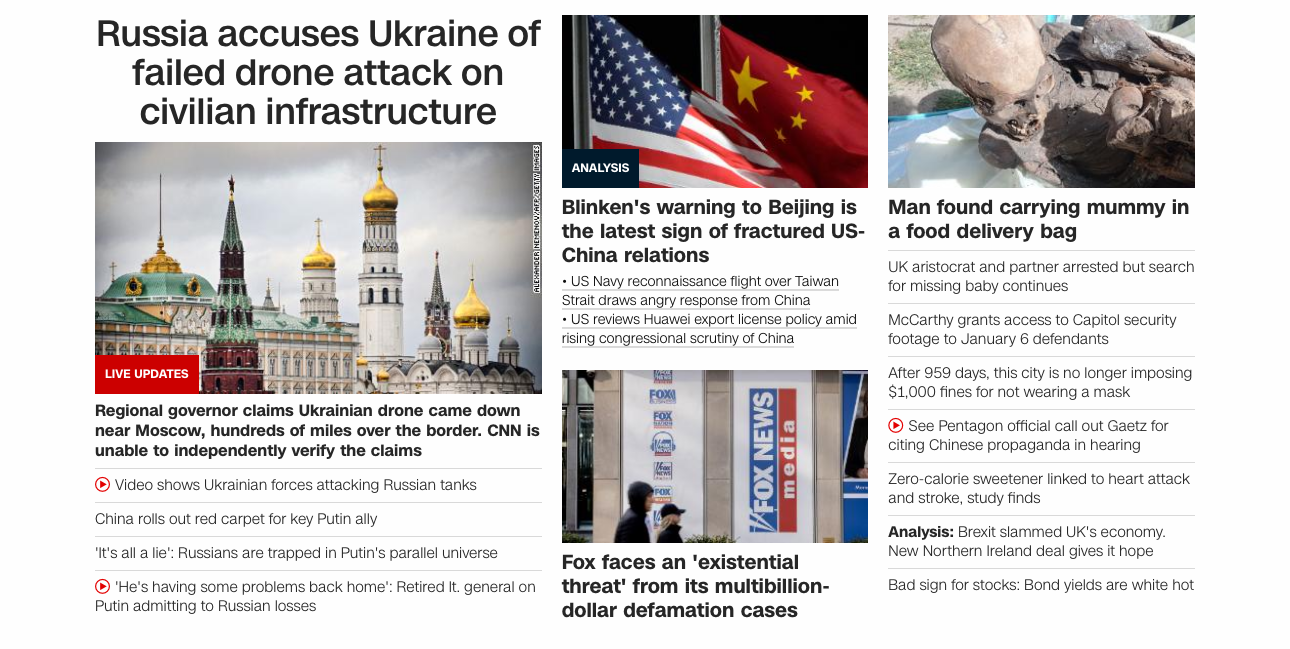 Russia accuses Ukraine of
failed drone attack on
civilian infrastructure
ALEXANDER NEMENOV/AFP/GETTY IMAGES
LIVE UPDATES
Regional governor claims Ukrainian drone came down
near Moscow, hundreds of miles over the border. CNN is
unable to independently verify the claims
Video shows Ukrainian forces attacking Russian tanks
China rolls out red carpet for key Putin ally
'It's all a lie': Russians are trapped in Putin's parallel universe
'He's having some problems back home': Retired lt. general on
Putin admitting to Russian losses
ANALYSIS
Blinken's warning to Beijing is
the latest sign of fractured US-
China relations
• US Navy reconnaissance flight over Taiwan
Strait draws angry response from China
• US reviews Huawei export license policy amid
rising congressional scrutiny of China
FOX NEWS
media
Fox faces an 'existential
threat' from its multibillion-
dollar defamation cases
Man found carrying mummy in
a food delivery bag
UK aristocrat and partner arrested but search
for missing baby continues
McCarthy grants access to Capitol security
footage to January 6 defendants
After 959 days, this city is no longer imposing
$1,000 fines for not wearing a mask
See Pentagon official call out Gaetz for
citing Chinese propaganda in hearing
Zero-calorie sweetener linked to heart attack
and stroke, study finds
Analysis: Brexit slammed UK's economy.
New Northern Ireland deal gives it hope
Bad sign for stocks: Bond yields are white hot